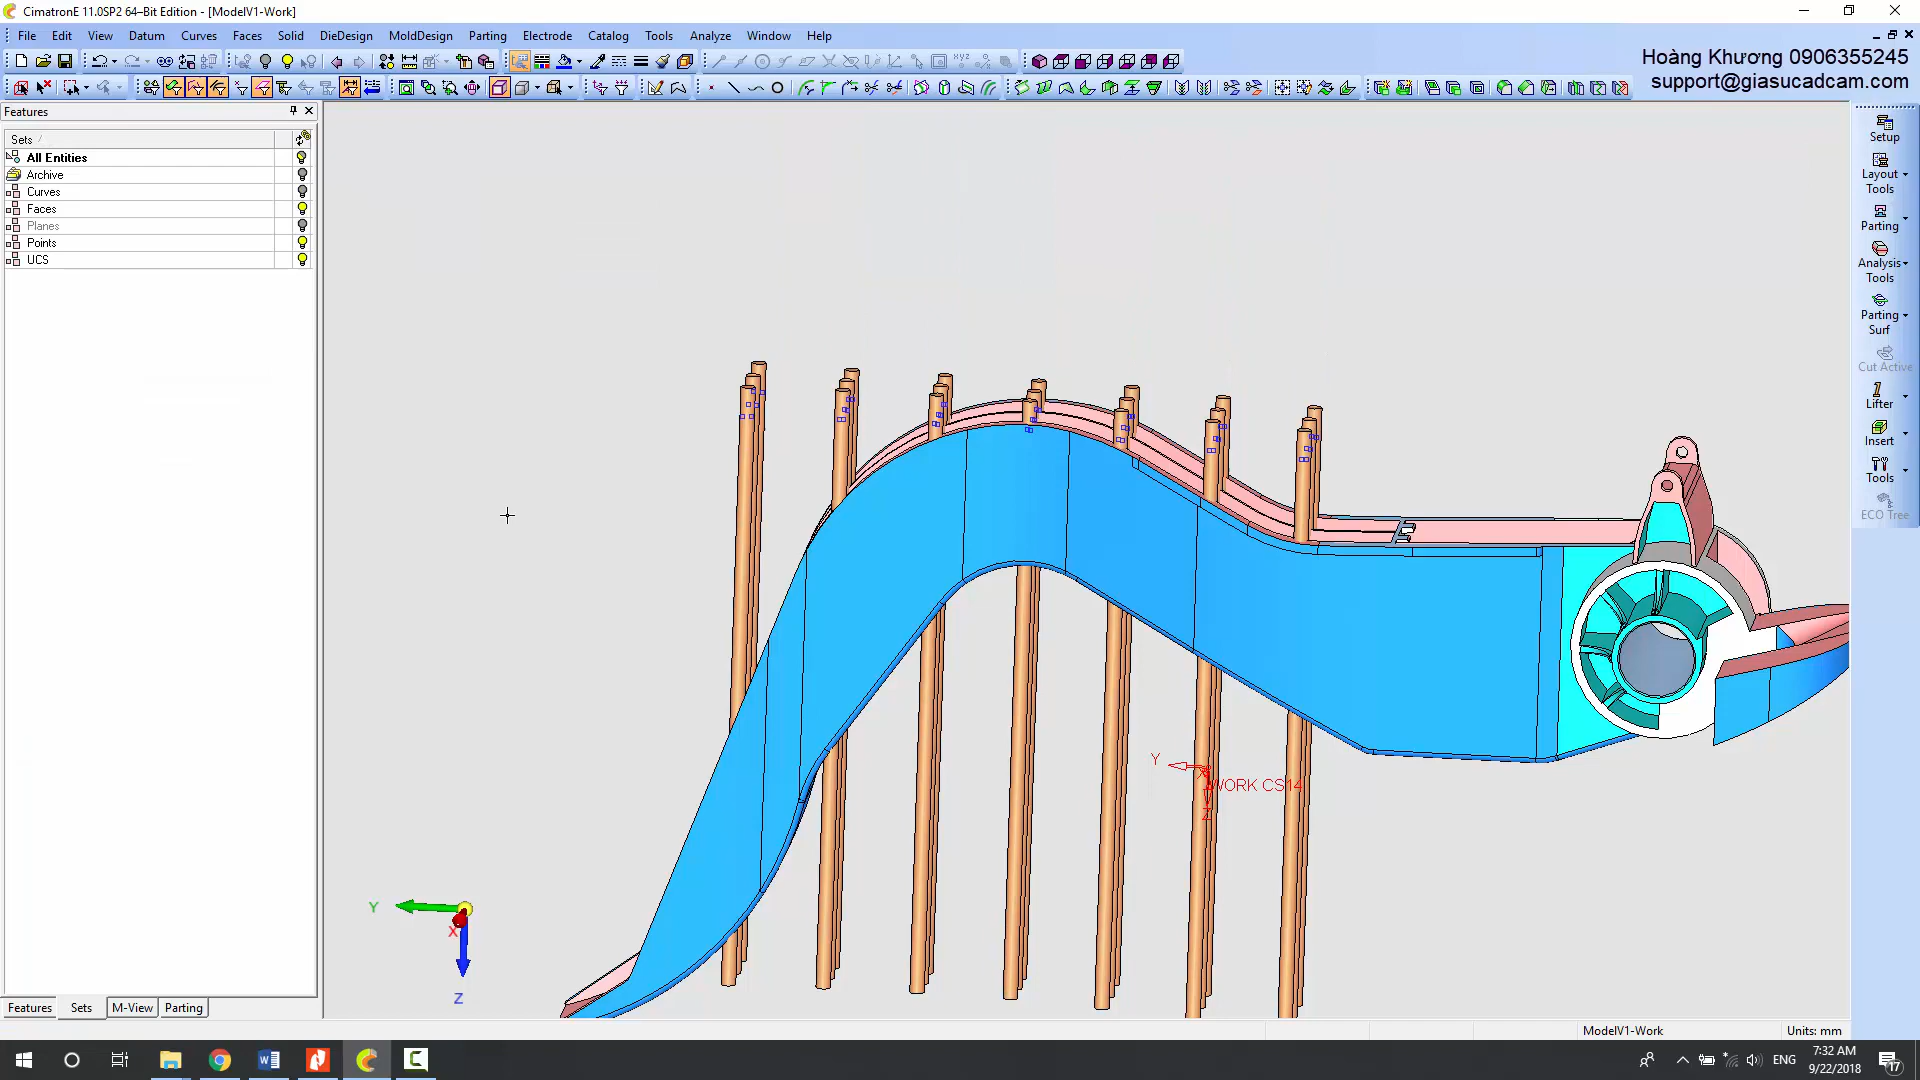 CimatronE 11.0SP2 64–Bit Edition - [ModelV1-Work]
File Edit View Datum Curves Faces Solid DieDesign MoldDesign Parting Electrode Catalog Tools Analyze Window Help
Hoàng Khương 0906355245
support@giasucadcam.com
Features
Sets
All Entities
Archive
Curves
Faces
Planes
Points
UCS
Setup
Layout
Tools
Parting
Analysis
Tools
Parting
Surf
Cut Active
Lifter
Insert
Tools
ECO Tree
Y
WORK CS14
Z
Y
X
Z
Features Sets M-View Parting
ModelV1-Work Units: mm
ENG
7:32 AM
9/22/2018
17